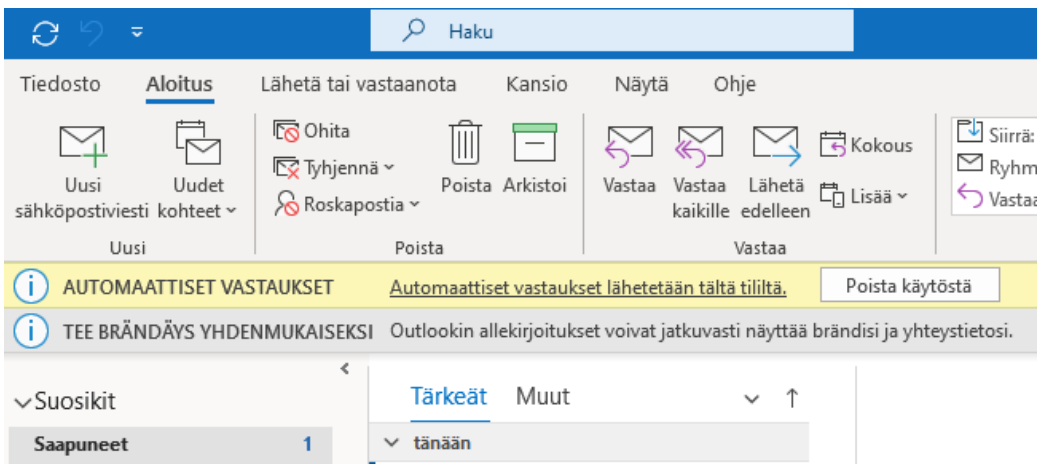 Haku
Tiedosto Aloitus Lähetä tai vastaanota Kansio Näytä Ohje
Uusi sähköpostiviesti
Uudet kohteet
Uusi
Ohita
Tyhjennä
Roskapostia
Poista
Arkistoi
Poista
Vastaa
Vastaa kaikille
Lähetä edelleen
Kokous
Lisää
Vastaa
Siirrä:
AUTOMAATTISET VASTAUKSET Automaattiset vastaukset lähetetään tältä tililtä. Poista käytöstä
TEE BRÄNDÄYS YHDENMUKAISEKSI Outlookin allekirjoitukset voivat jatkuvasti näyttää brändisi ja yhteystietosi.
Suosikit
Saapuneet 1
Tärkeät Muut
tänään